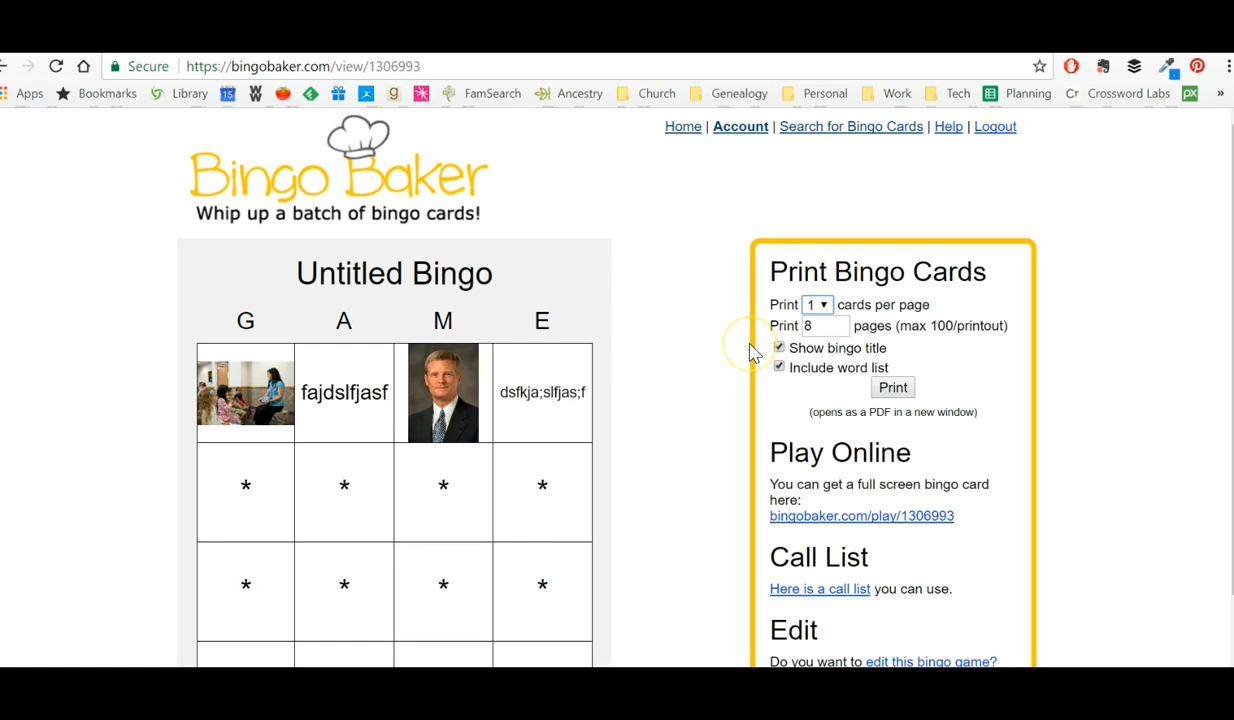 Secure https://bingobaker.com/view/1306993
Apps Bookmarks Library 15 W g FamSearch Ancestry Church Genealogy Personal Work Tech Planning Cr Crossword Labs px »
Home | Account | Search for Bingo Cards | Help | Logout
Bingo Baker
Whip up a batch of bingo cards!
Untitled Bingo
G A M E
fajdslfjasf dsfkja;slfjas;f
* * * *
* * * *
Print Bingo Cards
Print 1 cards per page
Print 8 pages (max 100/printout)
Show bingo title
Include word list
Print
(opens as a PDF in a new window)
Play Online
You can get a full screen bingo card
here:
bingobaker.com/play/1306993
Call List
Here is a call list you can use.
Edit
Do you want to edit this bingo game?